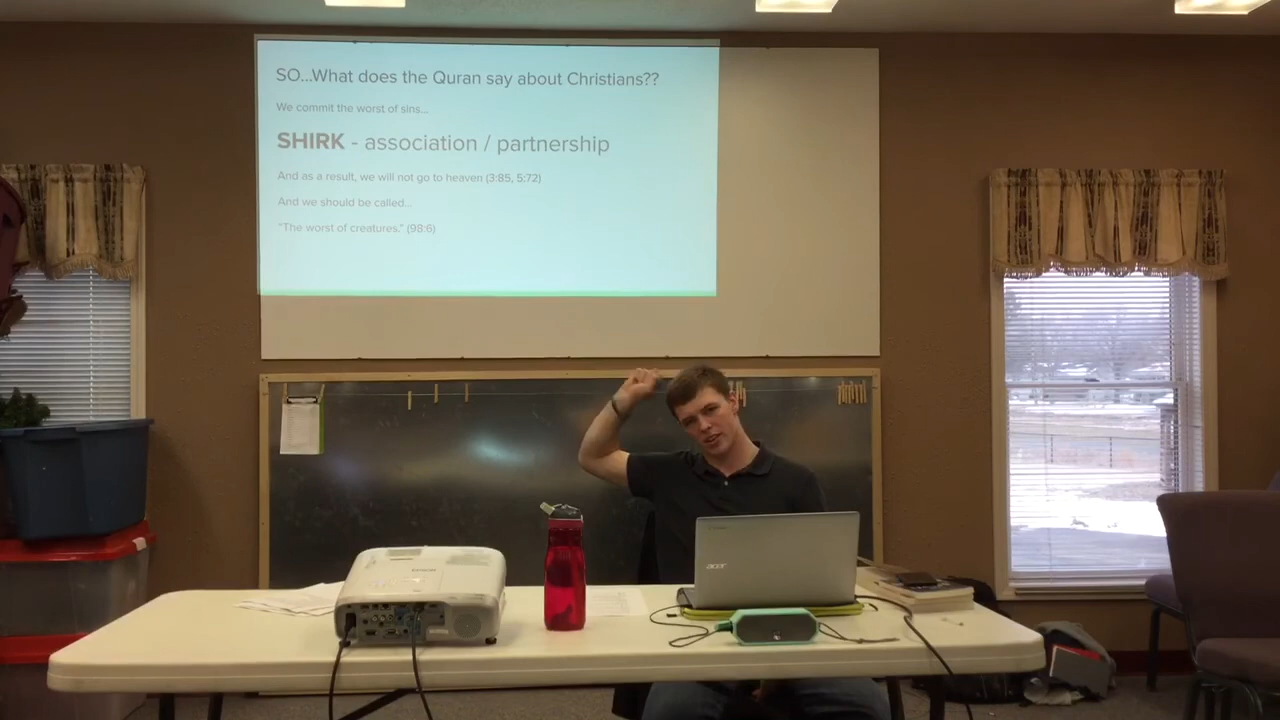 SO...What does the Quran say about Christians??
We commit the worst of sins...
SHIRK - association / partnership
And as a result, we will not go to heaven (3:85, 5:72)
And we should be called...
“The worst of creatures.” (98:6)
EPSON
acer